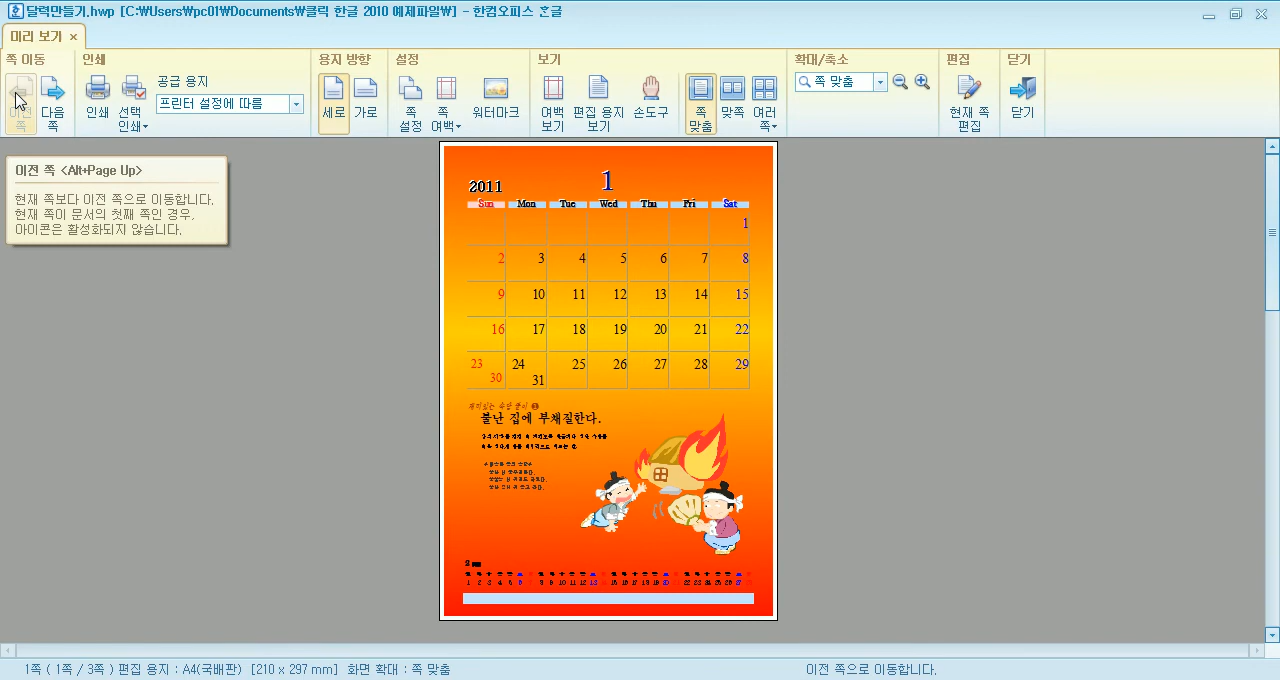 달력만들기.hwp [C:\Users\pc01\Documents\클릭 한글 2010 예제파일\] - 한컴오피스 ᄒᆞᆫ글
미리 보기 ×
쪽 이동
이전 쪽
다음 쪽
인쇄
인쇄
선택 인쇄
공급 용지
프린터 설정에 따름
용지 방향
세로
가로
설정
쪽 설정
쪽 여백
워터마크
보기
여백 보기
편집 용지 보기
손도구
쪽 맞춤
맞쪽
여러 쪽
확대/축소
쪽 맞춤
편집
현재 쪽 편집
닫기
닫기
이전 쪽 <Alt+Page Up>
현재 쪽보다 이전 쪽으로 이동합니다.
현재 쪽이 문서의 첫째 쪽인 경우,
아이콘은 활성화되지 않습니다.
2011 1
Sun Mon Tue Wed Thu Fri Sat
1
2 3 4 5 6 7 8
9 10 11 12 13 14 15
16 17 18 19 20 21 22
23 24 25 26 27 28 29
30 31
재미있는 속담 풀이 1
불난 집에 부채질한다.
1쪽 ( 1쪽 / 3쪽 ) 편집 용지 : A4(국배판) [210 x 297 mm] 화면 확대 : 쪽 맞춤
이전 쪽으로 이동합니다.